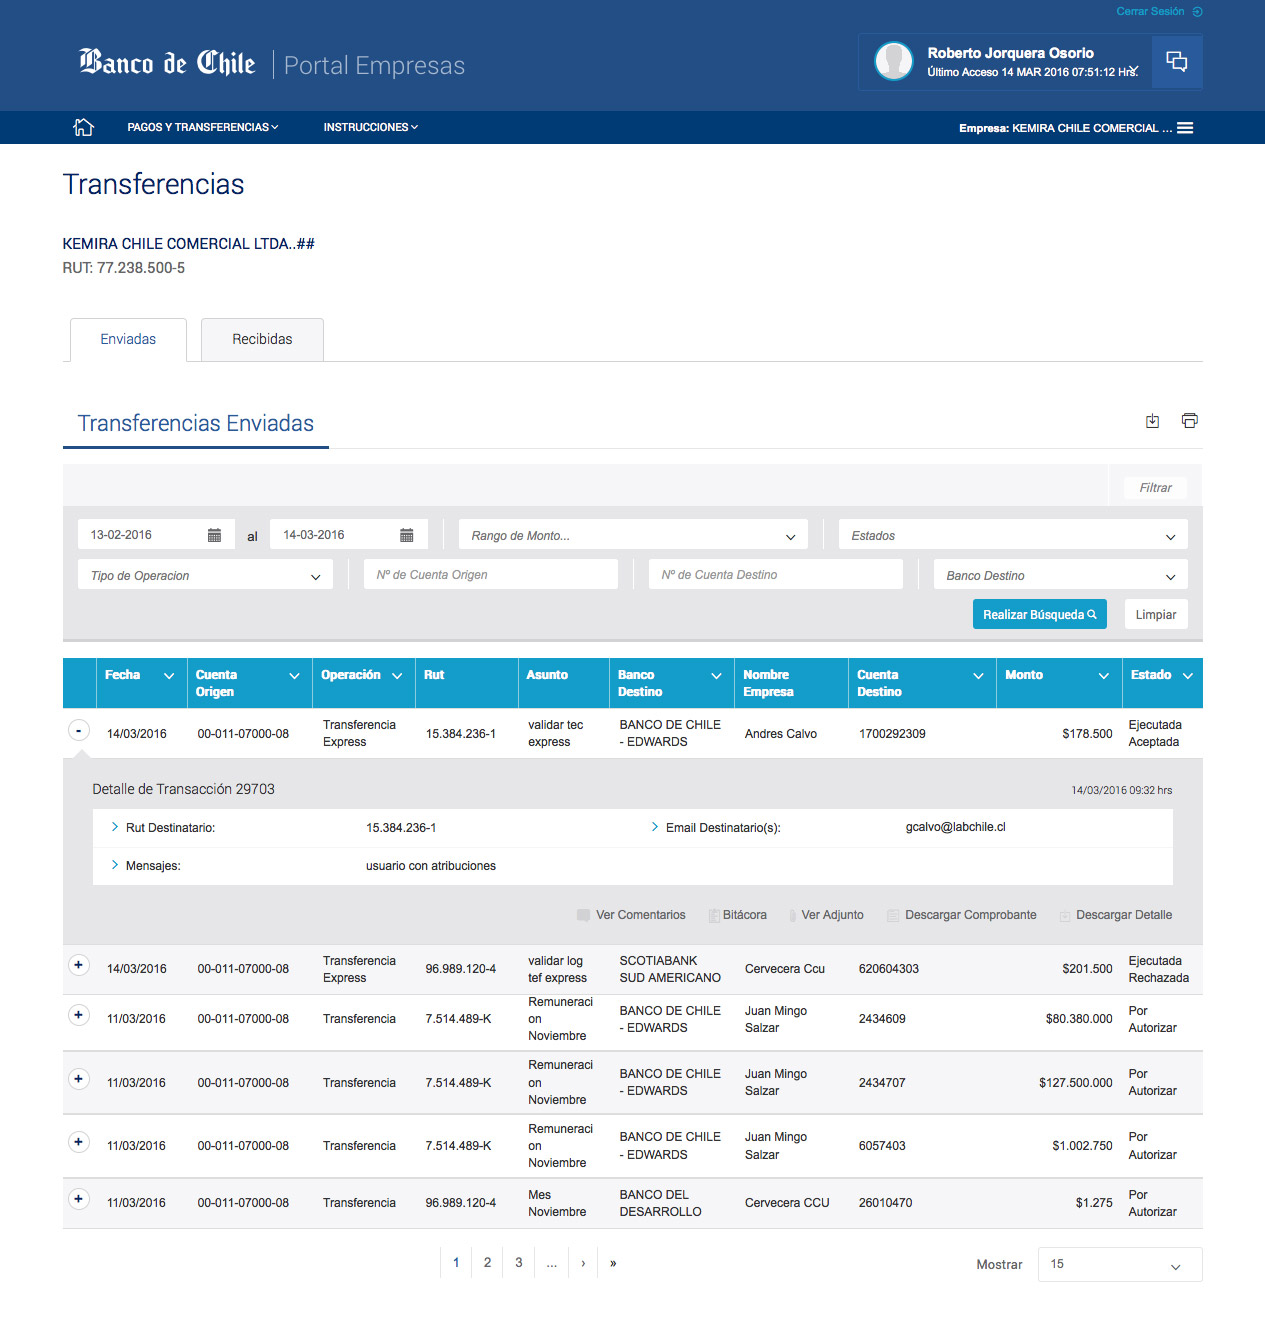 Cerrar Sesión
Banco de Chile | Portal Empresas
Roberto Jorquera Osorio
Último Acceso 14 MAR 2016 07:51:12 Hrs.
PAGOS Y TRANSFERENCIAS
INSTRUCCIONES
Empresa: KEMIRA CHILE COMERCIAL ...
Transferencias
KEMIRA CHILE COMERCIAL LTDA..##
RUT: 77.238.500-5
Enviadas
Recibidas
Transferencias Enviadas
Filtrar
13-02-2016 al 14-03-2016 Rango de Monto... Estados
Tipo de Operacion Nº de Cuenta Origen Nº de Cuenta Destino Banco Destino
Realizar Búsqueda Limpiar
Fecha Cuenta Origen Operación Rut Asunto Banco Destino Nombre Empresa Cuenta Destino Monto Estado
- 14/03/2016 00-011-07000-08 Transferencia Express 15.384.236-1 validar tec express BANCO DE CHILE - EDWARDS Andres Calvo 1700292309 $178.500 Ejecutada Aceptada
Detalle de Transacción 29703 14/03/2016 09:32 hrs
Rut Destinatario: 15.384.236-1 Email Destinatario(s): gcalvo@labchile.cl
Mensajes: usuario con atribuciones
Ver Comentarios Bitácora Ver Adjunto Descargar Comprobante Descargar Detalle
+ 14/03/2016 00-011-07000-08 Transferencia Express 96.989.120-4 validar log tef express SCOTIABANK SUD AMERICANO Cervecera Ccu 620604303 $201.500 Ejecutada Rechazada
+ 11/03/2016 00-011-07000-08 Transferencia 7.514.489-K Remuneraci on Noviembre BANCO DE CHILE - EDWARDS Juan Mingo Salzar 2434609 $80.380.000 Por Autorizar
+ 11/03/2016 00-011-07000-08 Transferencia 7.514.489-K Remuneraci on Noviembre BANCO DE CHILE - EDWARDS Juan Mingo Salzar 2434707 $127.500.000 Por Autorizar
+ 11/03/2016 00-011-07000-08 Transferencia 7.514.489-K Remuneraci on Noviembre BANCO DE CHILE - EDWARDS Juan Mingo Salzar 6057403 $1.002.750 Por Autorizar
+ 11/03/2016 00-011-07000-08 Transferencia 96.989.120-4 Mes Noviembre BANCO DEL DESARROLLO Cervecera CCU 26010470 $1.275 Por Autorizar
1 2 3 ... › »
Mostrar 15